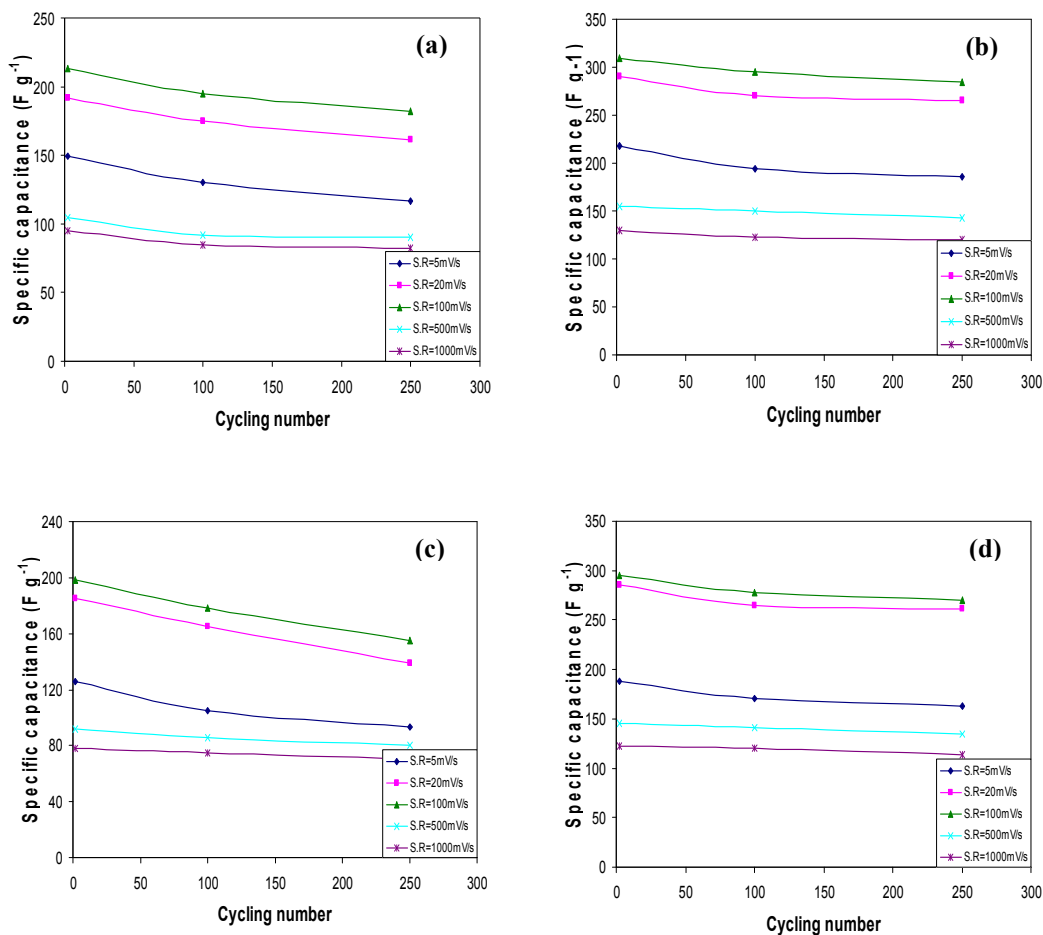 (a)
Specific capacitance (F g-1)
250
200
150
100
50
0
0 50 100 150 200 250 300
Cycling number
S.R=5mV/s
S.R=20mV/s
S.R=100mV/s
S.R=500mV/s
S.R=1000mV/s
(b)
Specific capacitance (F g-1)
350
300
250
200
150
100
50
0
0 50 100 150 200 250 300
Cycling number
S.R=5mV/s
S.R=20mV/s
S.R=100mV/s
S.R=500mV/s
S.R=1000mV/s
(c)
Specific capacitance (F g-1)
240
200
160
120
80
40
0
0 50 100 150 200 250 300
Cycling number
S.R=5mV/s
S.R=20mV/s
S.R=100mV/s
S.R=500mV/s
S.R=1000mV/s
(d)
Specific capacitance (F g-1)
350
300
250
200
150
100
50
0
0 50 100 150 200 250 300
Cycling number
S.R=5mV/s
S.R=20mV/s
S.R=100mV/s
S.R=500mV/s
S.R=1000mV/s